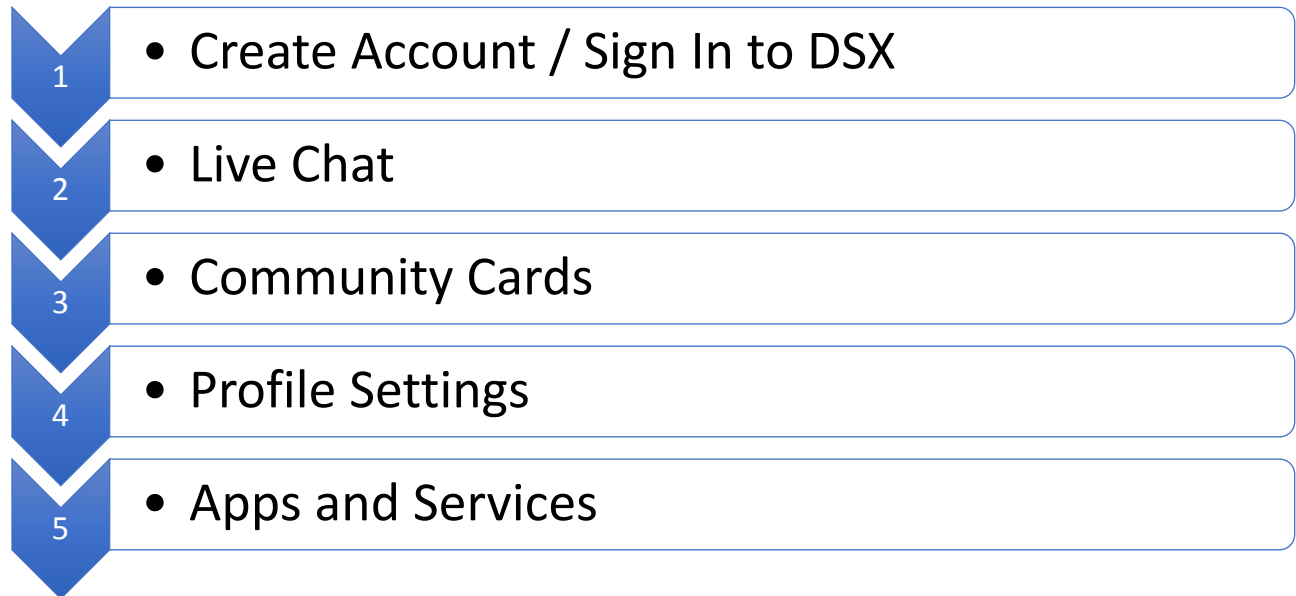 1 • Create Account / Sign In to DSX
2 • Live Chat
3 • Community Cards
4 • Profile Settings
5 • Apps and Services